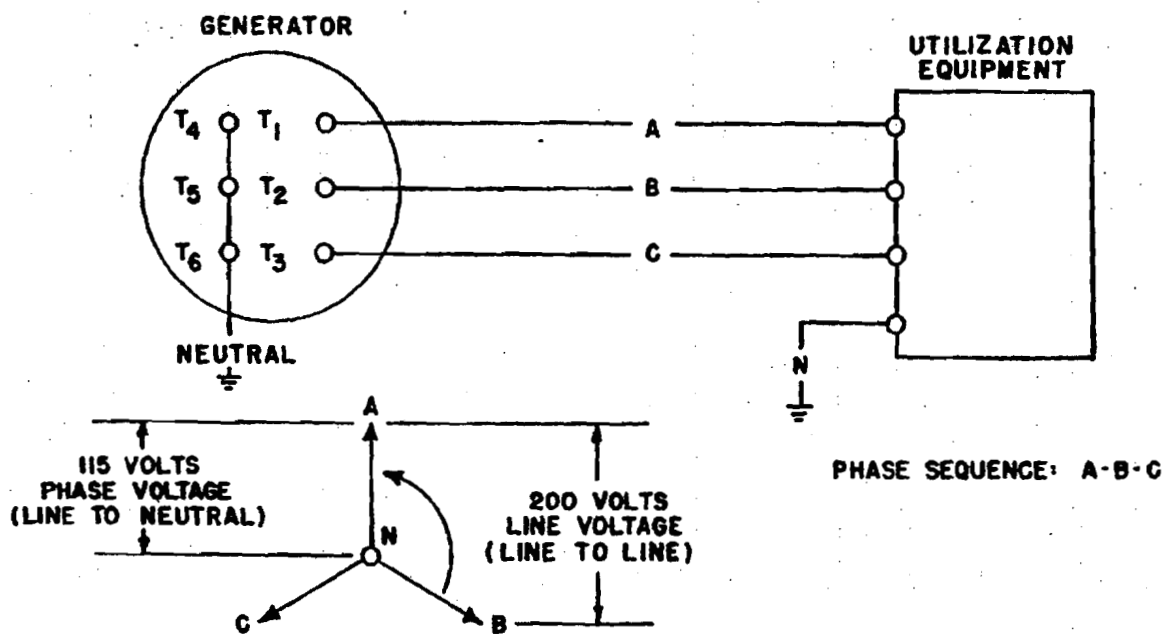 GENERATOR
UTILIZATION
EQUIPMENT
T4 T1
A
T5 T2
B
T6 T3
C
NEUTRAL
N
A
115 VOLTS
PHASE VOLTAGE
(LINE TO NEUTRAL)
200 VOLTS
LINE VOLTAGE
(LINE TO LINE)
N
C
B
PHASE SEQUENCE: A-B-C